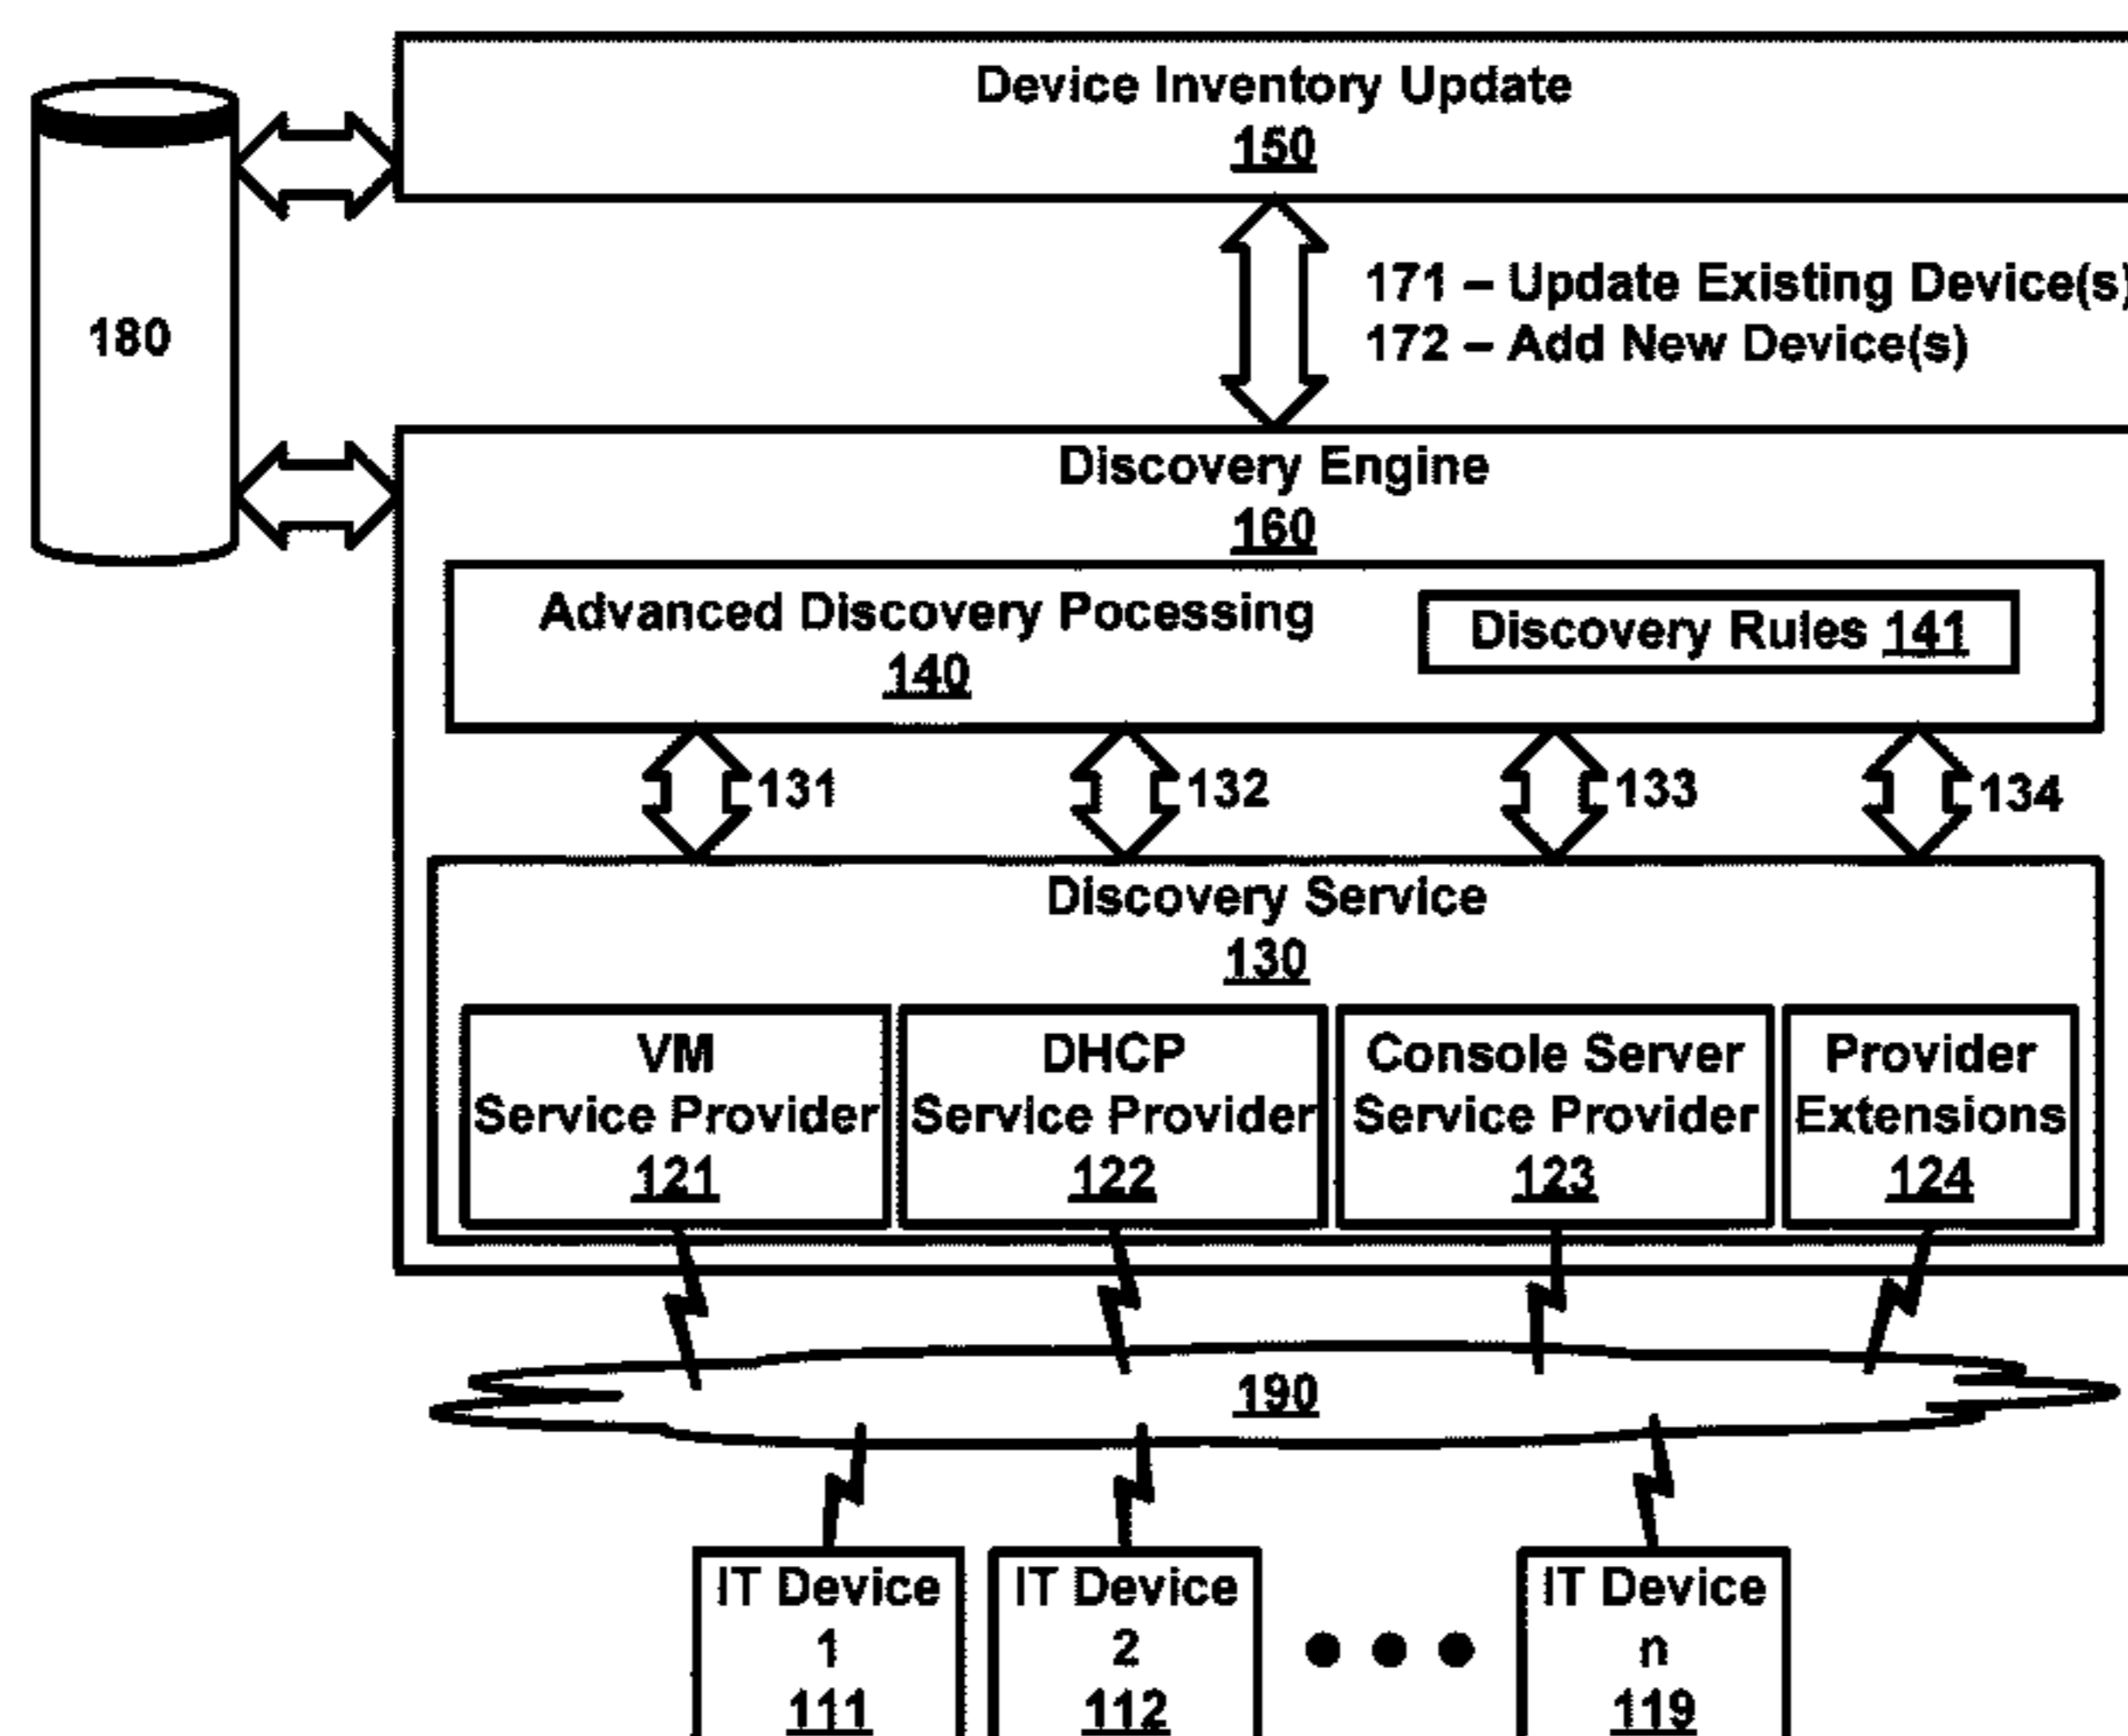 Device Inventory Update
150
180
171 – Update Existing Device(s)
172 – Add New Device(s)
Discovery Engine
160
Advanced Discovery Pocessing
140
Discovery Rules 141
131
132
133
134
Discovery Service
130
VM
Service Provider
121
DHCP
Service Provider
122
Console Server
Service Provider
123
Provider
Extensions
124
190
IT Device
1
111
IT Device
2
112
IT Device
n
119